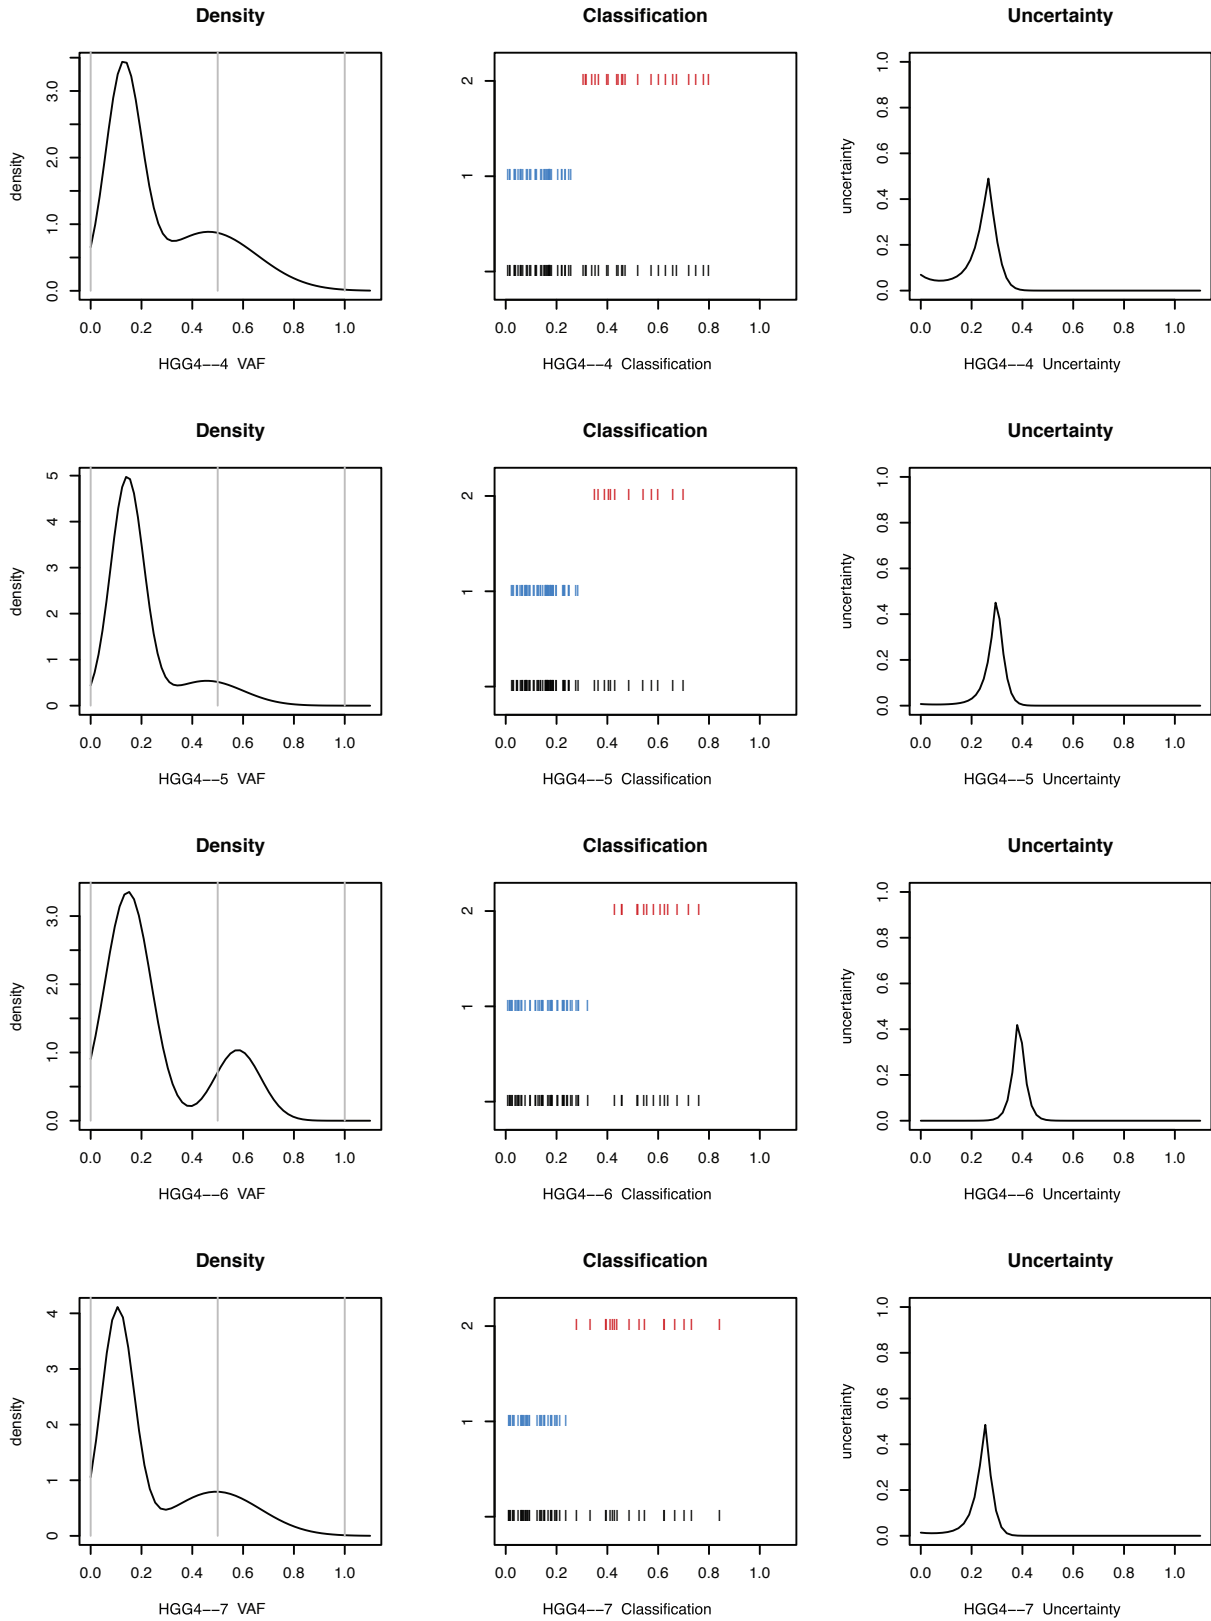 Density Classification Uncertainty
density
0.0 1.0 2.0 3.0
0.0 0.2 0.4 0.6 0.8 1.0
HGG4--4 VAF
1 2
0.0 0.2 0.4 0.6 0.8 1.0
HGG4--4 Classification
uncertainty
0.0 0.2 0.4 0.6 0.8 1.0
0.0 0.2 0.4 0.6 0.8 1.0
HGG4--4 Uncertainty
Density Classification Uncertainty
density
0 1 2 3 4 5
0.0 0.2 0.4 0.6 0.8 1.0
HGG4--5 VAF
1 2
0.0 0.2 0.4 0.6 0.8 1.0
HGG4--5 Classification
uncertainty
0.0 0.2 0.4 0.6 0.8 1.0
0.0 0.2 0.4 0.6 0.8 1.0
HGG4--5 Uncertainty
Density Classification Uncertainty
density
0.0 1.0 2.0 3.0
0.0 0.2 0.4 0.6 0.8 1.0
HGG4--6 VAF
1 2
0.0 0.2 0.4 0.6 0.8 1.0
HGG4--6 Classification
uncertainty
0.0 0.2 0.4 0.6 0.8 1.0
0.0 0.2 0.4 0.6 0.8 1.0
HGG4--6 Uncertainty
Density Classification Uncertainty
density
0 1 2 3 4
0.0 0.2 0.4 0.6 0.8 1.0
HGG4--7 VAF
1 2
0.0 0.2 0.4 0.6 0.8 1.0
HGG4--7 Classification
uncertainty
0.0 0.2 0.4 0.6 0.8 1.0
0.0 0.2 0.4 0.6 0.8 1.0
HGG4--7 Uncertainty